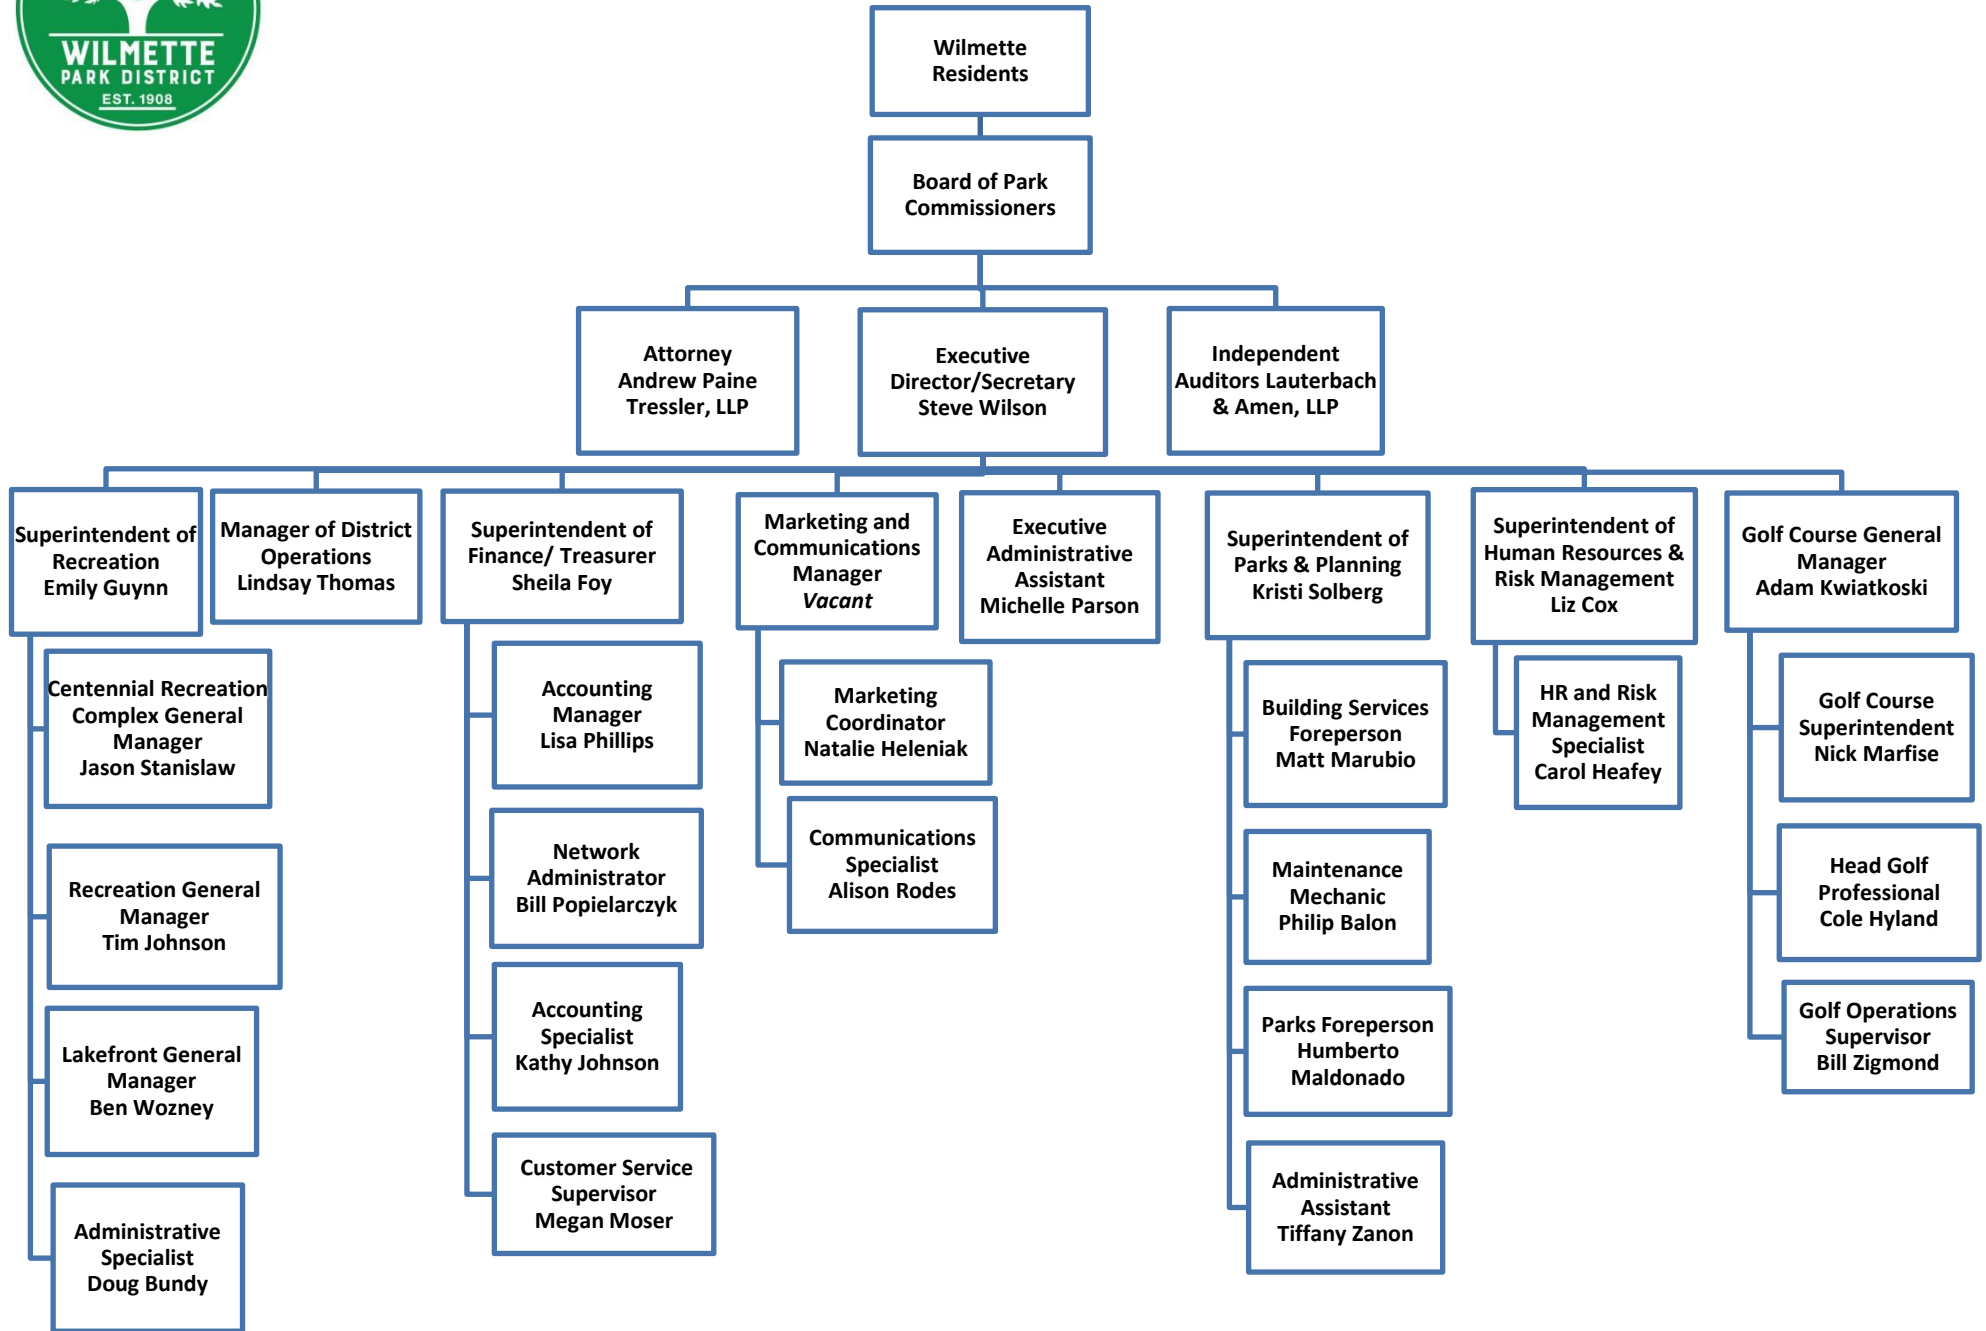 WILMETTE
PARK DISTRICT
EST. 1908
Wilmette
Residents
Board of Park
Commissioners
Attorney
Andrew Paine
Tressler, LLP
Executive
Director/Secretary
Steve Wilson
Independent
Auditors Lauterbach
& Amen, LLP
Superintendent of
Recreation
Emily Guynn
Manager of District
Operations
Lindsay Thomas
Superintendent of
Finance/ Treasurer
Sheila Foy
Marketing and
Communications
Manager
Vacant
Executive
Administrative
Assistant
Michelle Parson
Superintendent of
Parks & Planning
Kristi Solberg
Superintendent of
Human Resources &
Risk Management
Liz Cox
Golf Course General
Manager
Adam Kwiatkoski
Centennial Recreation
Complex General
Manager
Jason Stanislaw
Recreation General
Manager
Tim Johnson
Lakefront General
Manager
Ben Wozney
Administrative
Specialist
Doug Bundy
Accounting
Manager
Lisa Phillips
Network
Administrator
Bill Popielarczyk
Accounting
Specialist
Kathy Johnson
Customer Service
Supervisor
Megan Moser
Marketing
Coordinator
Natalie Heleniak
Communications
Specialist
Alison Rodes
Building Services
Foreperson
Matt Marubio
Maintenance
Mechanic
Philip Balon
Parks Foreperson
Humberto
Maldonado
Administrative
Assistant
Tiffany Zanon
HR and Risk
Management
Specialist
Carol Heafey
Golf Course
Superintendent
Nick Marfise
Head Golf
Professional
Cole Hyland
Golf Operations
Supervisor
Bill Zigmond